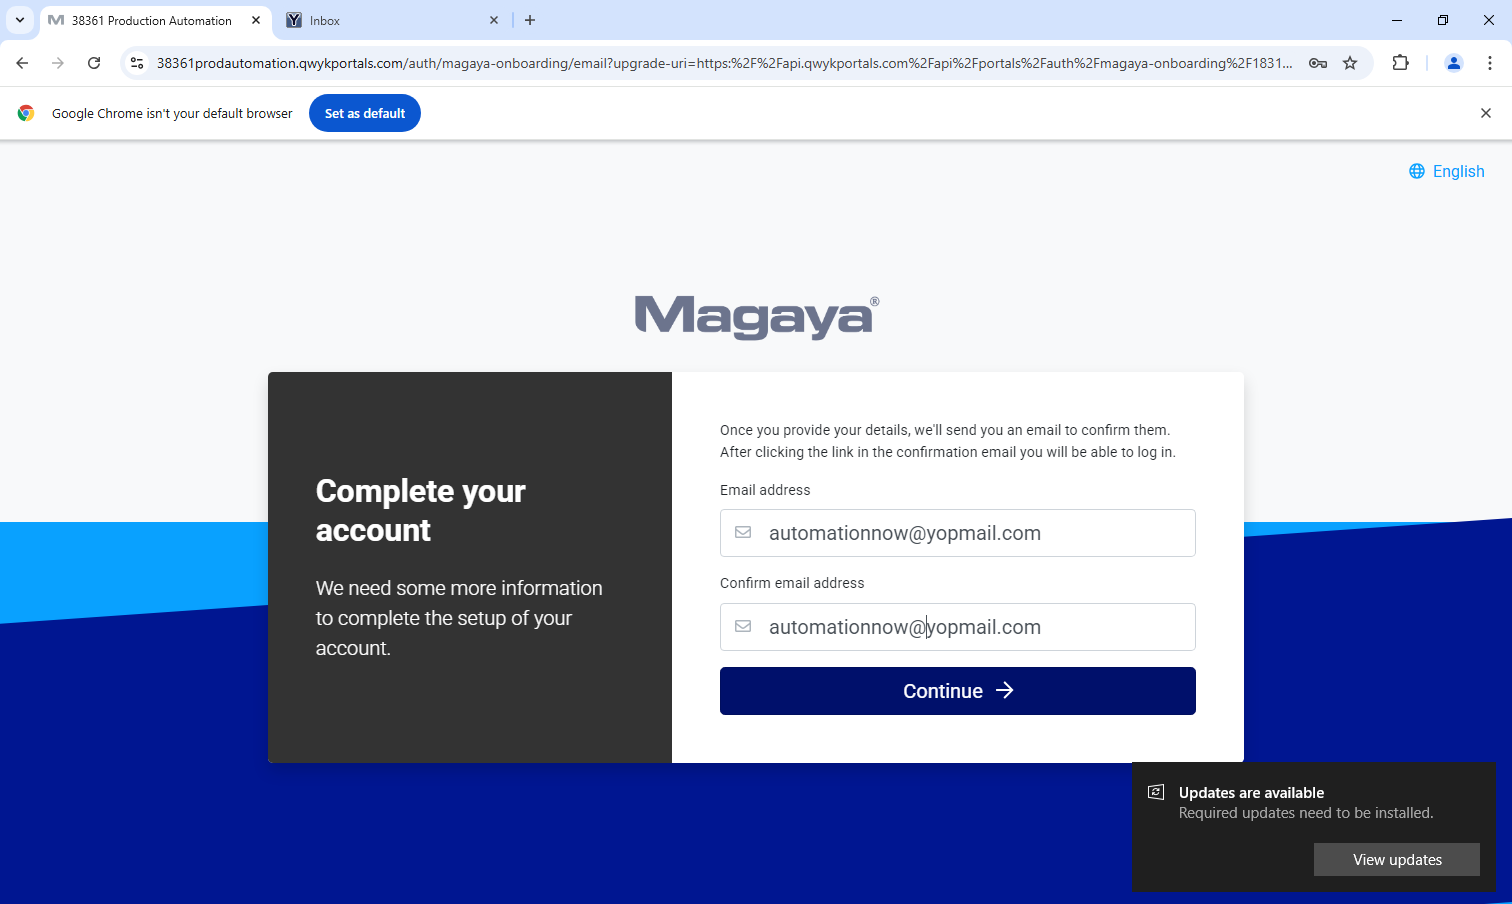 38361 Production Automation
Inbox
38361prodautomation.qwykportals.com/auth/magaya-onboarding/email?upgrade-uri=https:%2F%2Fapi.qwykportals.com%2Fapi%2Fportals%2Fauth%2Fmagaya-onboarding%2F1831...
Google Chrome isn't your default browser
Set as default
English
Magaya®
Complete your
account
We need some more information
to complete the setup of your
account.
Once you provide your details, we'll send you an email to confirm them.
After clicking the link in the confirmation email you will be able to log in.
Email address
automationnow@yopmail.com
Confirm email address
automationnow@yopmail.com
Continue
Updates are available
Required updates need to be installed.
View updates